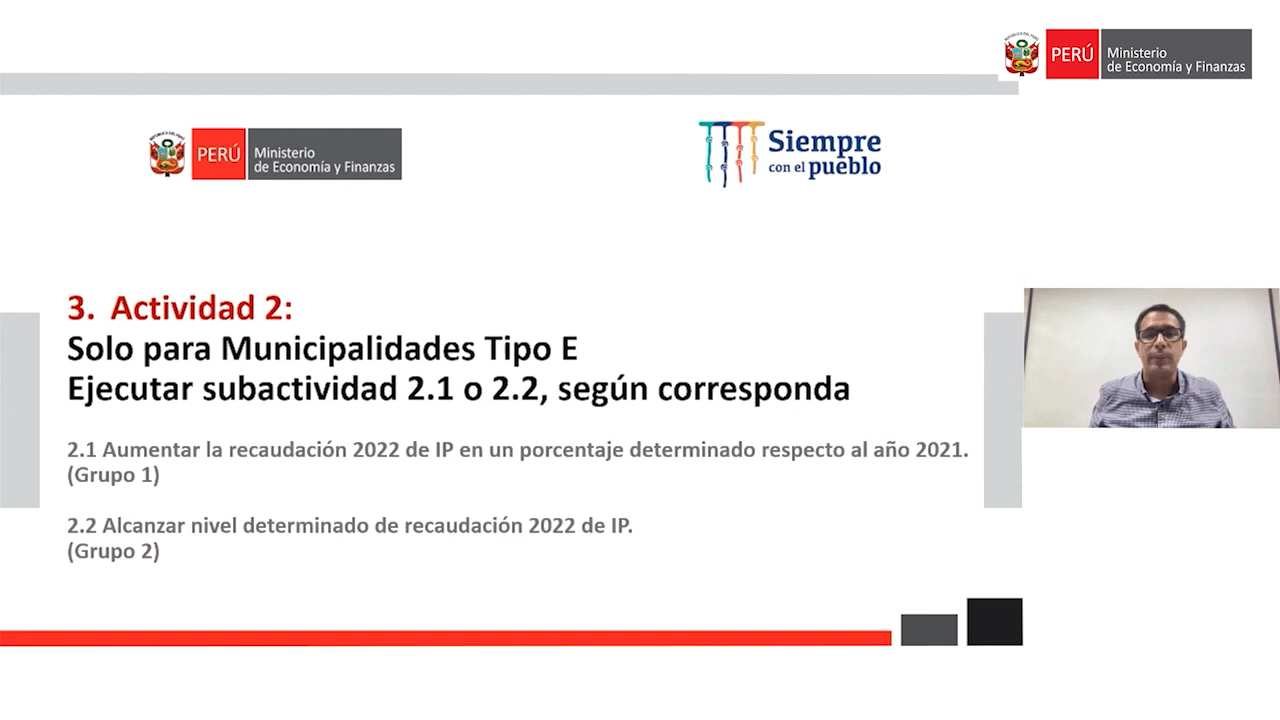 PERÚ
Ministerio
de Economía y Finanzas
REPÚBLICA DEL PERÚ
PERÚ
Ministerio
de Economía y Finanzas
Siempre
con el pueblo
3. Actividad 2:
Solo para Municipalidades Tipo E
Ejecutar subactividad 2.1 o 2.2, según corresponda
2.1 Aumentar la recaudación 2022 de IP en un porcentaje determinado respecto al año 2021.
(Grupo 1)
2.2 Alcanzar nivel determinado de recaudación 2022 de IP.
(Grupo 2)